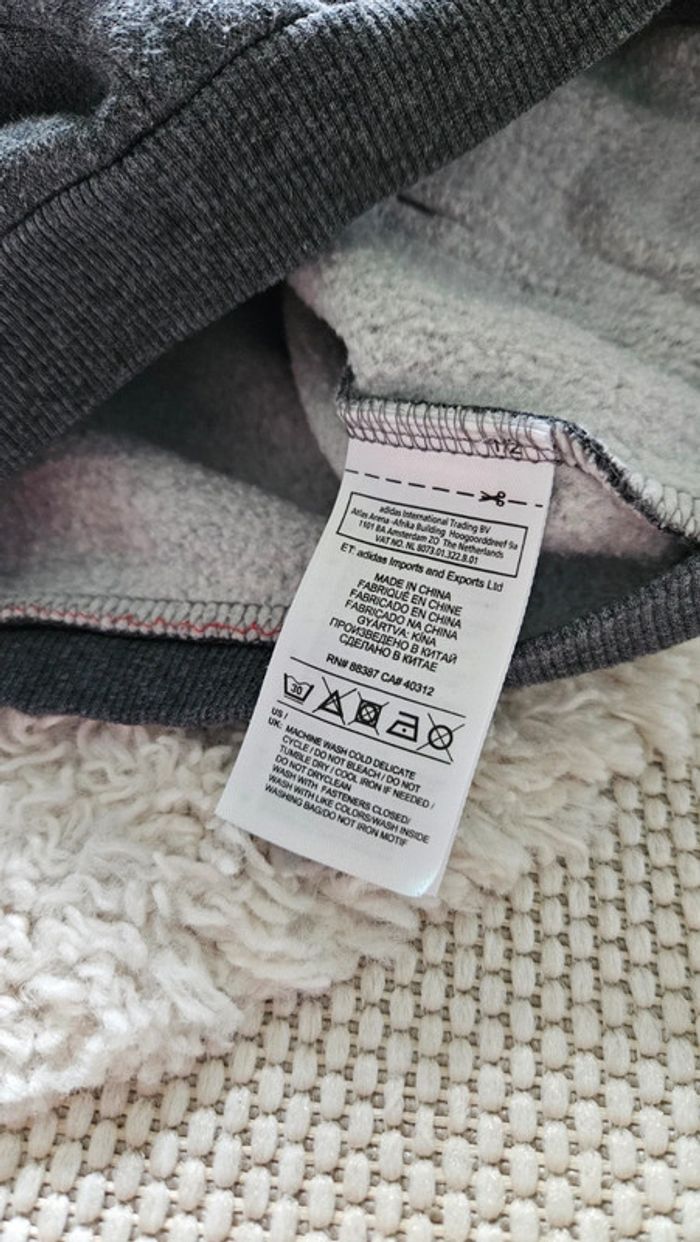 1/2
adidas International Trading BV
Atlas Arena -Afrika Building Hoogoorddreef 9a
1101 BA Amsterdam ZO The Netherlands
VAT NO. NL 8073.01.322.B.01
ET: adidas Imports and Exports Ltd
MADE IN CHINA
FABRIQUÉ EN CHINE
FABRICADO EN CHINA
FABRICADO NA CHINA
GYÁRTVA: KÍNA
ПРОИЗВЕДЕНО В КИТАЙ
СДЕЛАНО В КИТАЕ
RN# 88387 CA# 40312
30
US /
UK: MACHINE WASH COLD DELICATE
CYCLE / DO NOT BLEACH / DO NOT
TUMBLE DRY / COOL IRON IF NEEDED /
DO NOT DRYCLEAN
WASH WITH FASTENERS CLOSED/
WASH WITH LIKE COLORS/WASH INSIDE
WASHING BAG/DO NOT IRON MOTIF